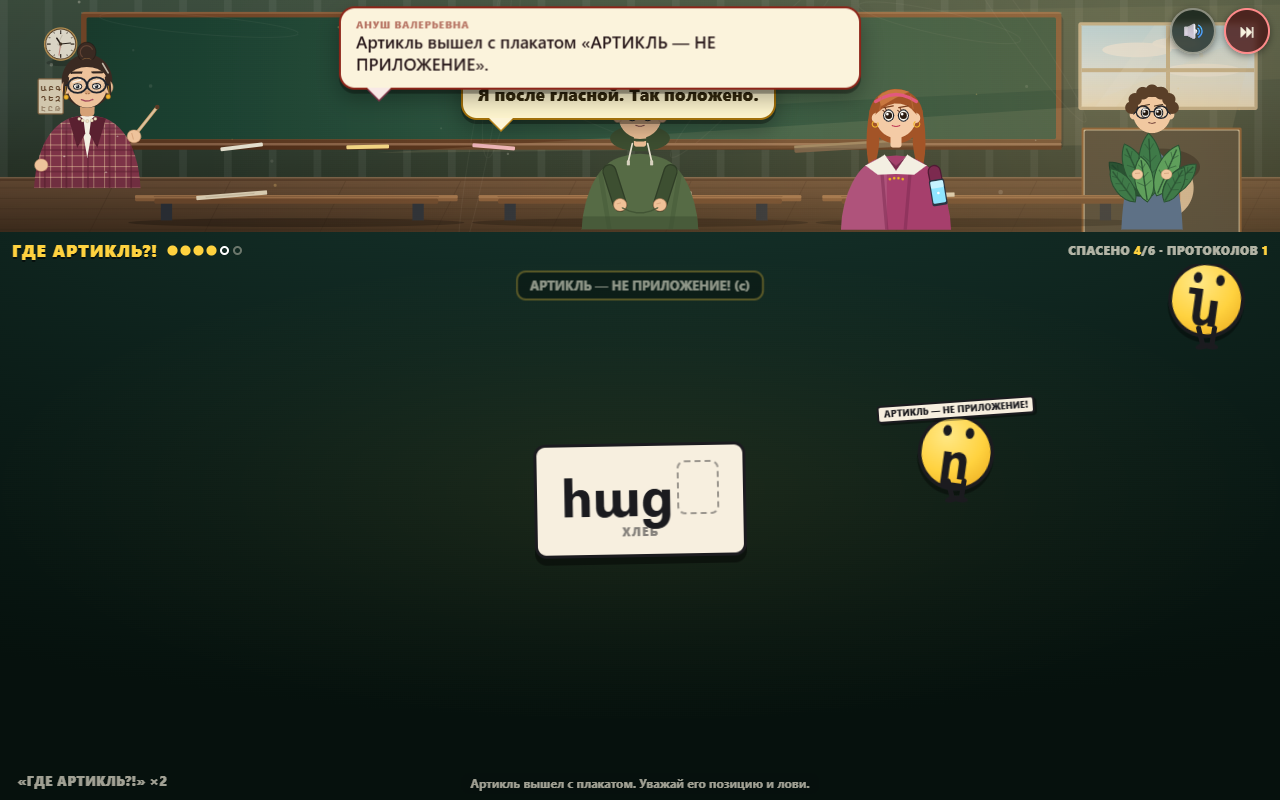 АНУШ ВАЛЕРЬЕВНА
Артикль вышел с плакатом «АРТИКЛЬ — НЕ
ПРИЛОЖЕНИЕ».
Я после гласной. Так положено.
ԱԲԳ
ԴԵԶ
ԷԸԹ
ГДЕ АРТИКЛЬ?!
СПАСЕНО 4/6 · ПРОТОКОЛОВ 1
АРТИКЛЬ — НЕ ПРИЛОЖЕНИЕ! (с)
և
АРТИКЛЬ — НЕ ПРИЛОЖЕНИЕ!
ը
հաց
ХЛЕБ
«ГДЕ АРТИКЛЬ?!» ×2
Артикль вышел с плакатом. Уважай его позицию и лови.